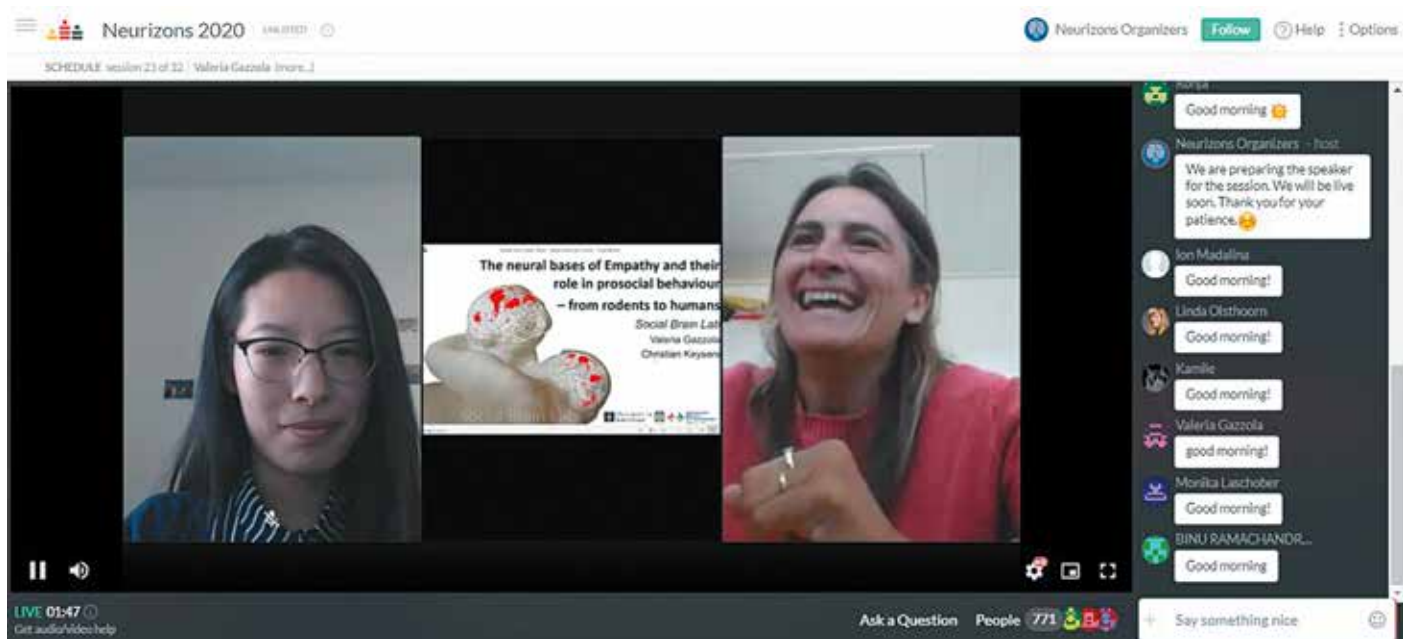 Neurizons 2020 UNLISTED
Neurizons Organizers Follow Help Options
SCHEDULE session 23 of 32 Valeria Gazzola (more...)
The neural bases of Empathy and their
role in prosocial behaviour
– from rodents to humans
Social Brain Lab
Valeria Gazzola
Christian Keysers
Social Brain Lab
LIVE 01:47
Get audio/video help
Ask a Question People 771
Good morning
Neurizons Organizers - host
We are preparing the speaker
for the session. We will be live
soon. Thank you for your
patience.
Ion Madalina
Good morning!
Linda Olsthoorn
Good morning!
Kamile
Good morning!
Valeria Gazzola
good morning!
Monika Laschober
Good morning!
BINU RAMACHANDR...
Good morning
Say something nice